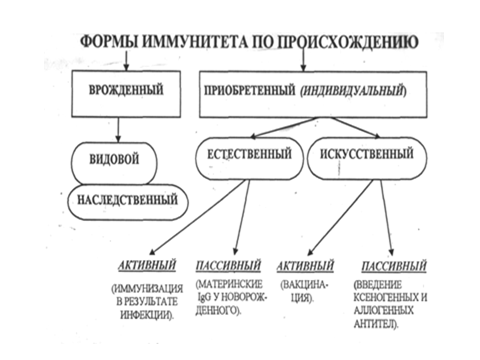 ФОРМЫ ИММУНИТЕТА ПО ПРОИСХОЖДЕНИЮ
ВРОЖДЕННЫЙ
ПРИОБРЕТЕННЫЙ (ИНДИВИДУАЛЬНЫЙ)
ВИДОВОЙ
НАСЛЕДСТВЕННЫЙ
ЕСТЕСТВЕННЫЙ
ИСКУССТВЕННЫЙ
АКТИВНЫЙ
(ИММУНИЗАЦИЯ
В РЕЗУЛЬТАТЕ
ИНФЕКЦИИ).
ПАССИВНЫЙ
(МАТЕРИНСКИЕ
IgG У НОВОРОЖ-
ДЕННОГО).
АКТИВНЫЙ
(ВАКЦИНА-
ЦИЯ).
ПАССИВНЫЙ
(ВВЕДЕНИЕ
КСЕНОГЕННЫХ И
АЛЛОГЕННЫХ
АНТИТЕЛ).